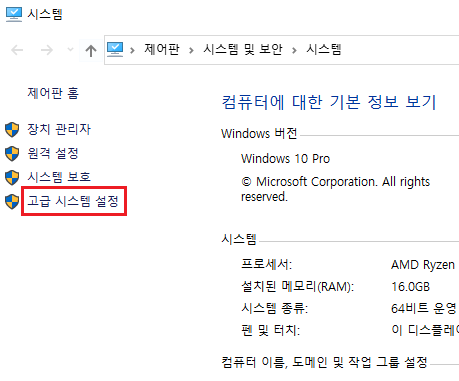 시스템
제어판 > 시스템 및 보안 > 시스템
제어판 홈
장치 관리자
원격 설정
시스템 보호
고급 시스템 설정
컴퓨터에 대한 기본 정보 보기
Windows 버전
Windows 10 Pro
© Microsoft Corporation. All rights
reserved.
시스템
프로세서: AMD Ryzen
설치된 메모리(RAM): 16.0GB
시스템 종류: 64비트 운영
펜 및 터치: 이 디스플레이
컴퓨터 이름, 도메인 및 작업 그룹 설정